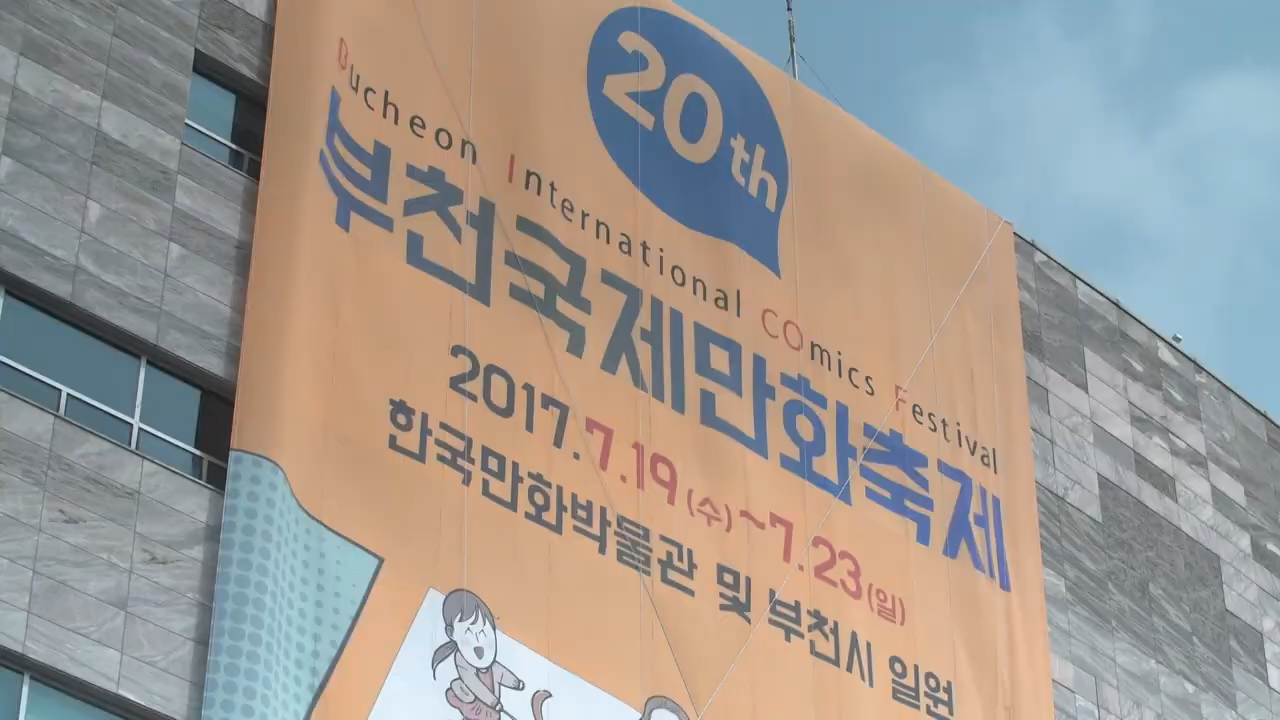 20th
Bucheon International COmics Festival
부천국제만화축제
2017.7.19(수)~7.23(일)
한국만화박물관 및 부천시 일원